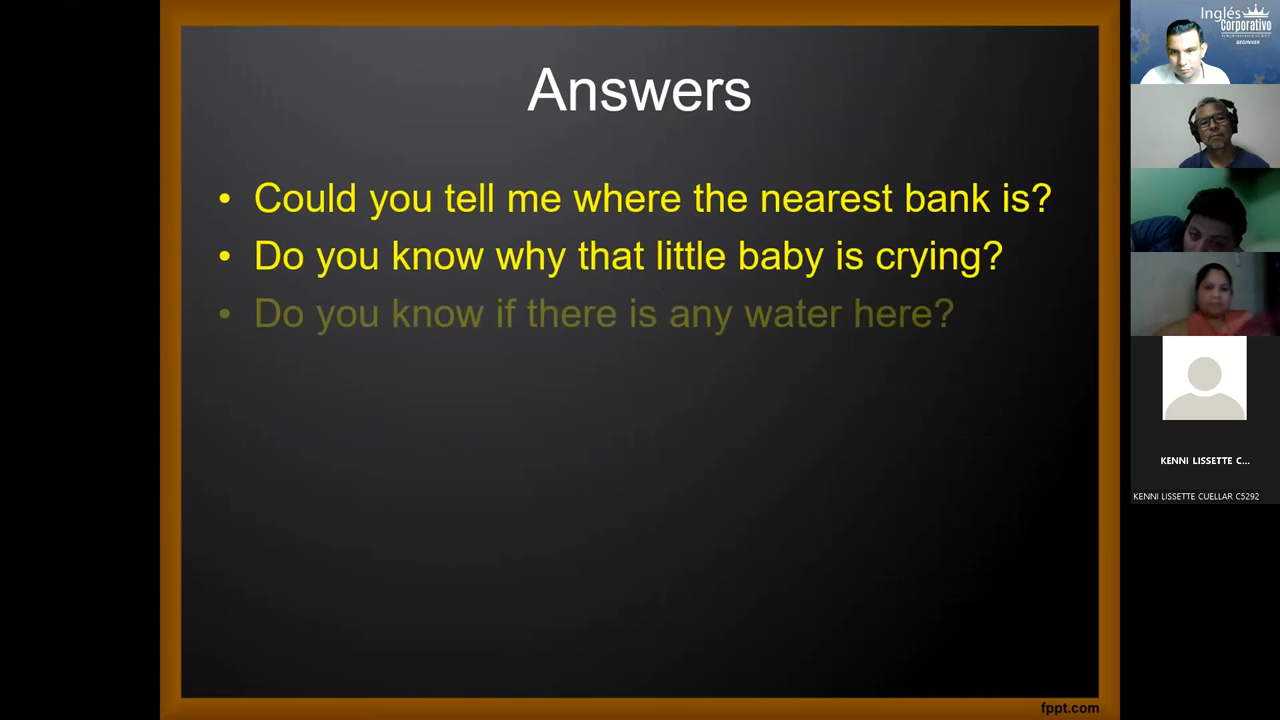 Answers
• Could you tell me where the nearest bank is?
• Do you know why that little baby is crying?
• Do you know if there is any water here?
fppt.com
Inglés
Corporativo
BEGINNER
KENNI LISSETTE C...
KENNI LISSETTE CUELLAR C5292